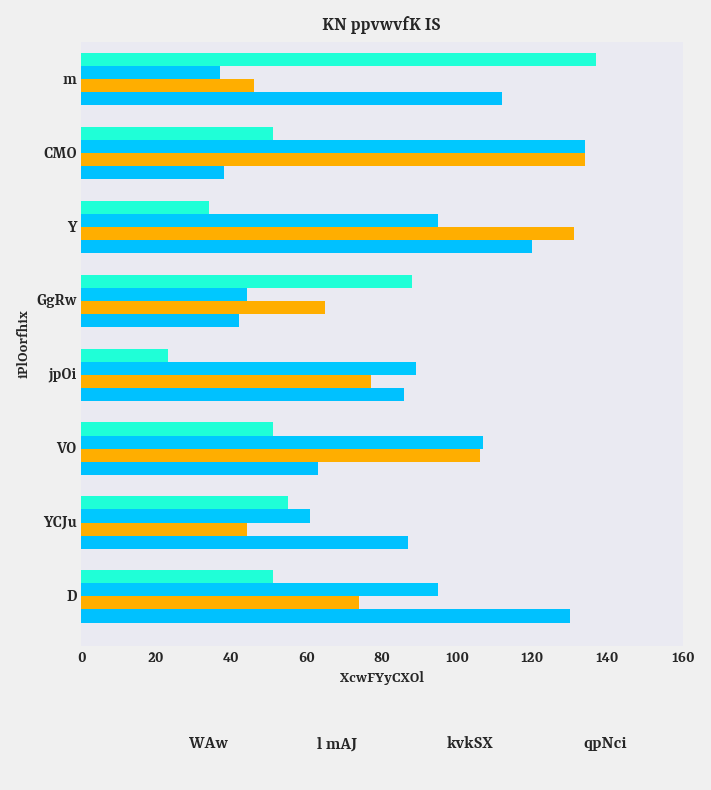 KN ppvwvfK IS
m
CMO
Y
GgRw
jpOi
VO
YCJu
D
iPlOorfhix
0 20 40 60 80 100 120 140 160
XcwFYyCXOl
WAw l mAJ kvkSX qpNci